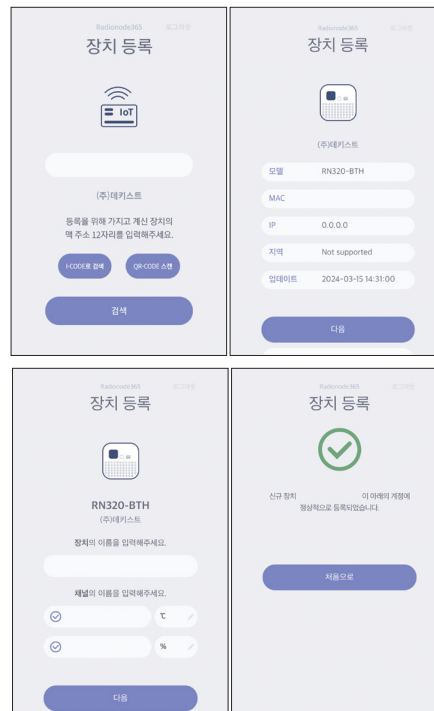 Radionode365 로그아웃
장치 등록
IoT
(주)데키스트
등록을 위해 가지고 계신 장치의
맥 주소 12자리를 입력해주세요.
I-CODE로 검색 QR-CODE 스캔
검색
Radionode365 로그아웃
장치 등록
(주)데키스트
모델 RN320-BTH
MAC
IP 0.0.0.0
지역 Not supported
업데이트 2024-03-15 14:31:00
다음
Radionode365 로그아웃
장치 등록
RN320-BTH
(주)데키스트
장치의 이름을 입력해주세요.
채널의 이름을 입력해주세요.
℃
%
다음
Radionode365 로그아웃
장치 등록
신규 장치 이 아래의 계정에
정상적으로 등록되었습니다.
처음으로